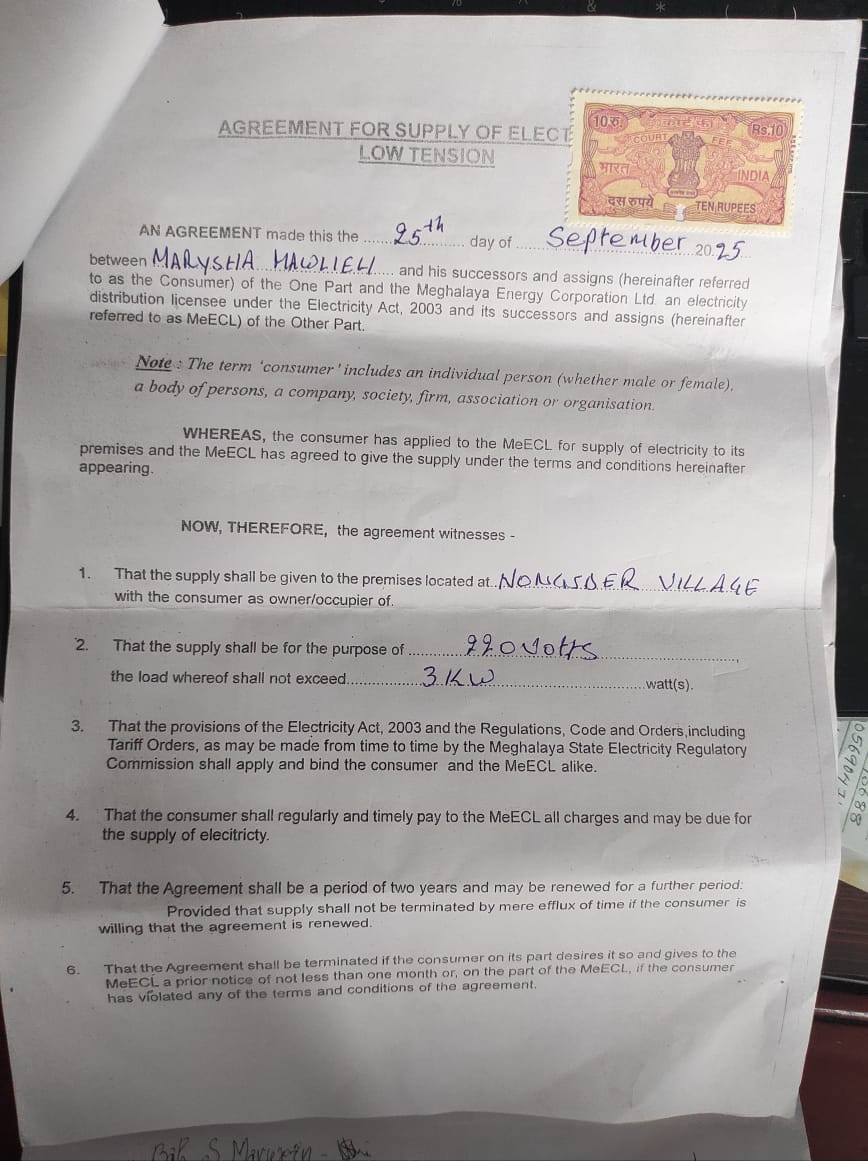 AGREEMENT FOR SUPPLY OF ELECT
LOW TENSION
10रु. कोर्ट फी Rs.10
COURT FEE
भारत INDIA
दस रुपये TEN RUPEES
AN AGREEMENT made this the ......25th......... day of ......September 20.25...
between MARYSHA MAWLIEH.... and his successors and assigns (hereinafter referred
to as the Consumer) of the One Part and the Meghalaya Energy Corporation Ltd. an electricity
distribution licensee under the Electricity Act, 2003 and its successors and assigns (hereinafter
referred to as MeECL) of the Other Part.
Note : The term 'consumer' includes an individual person (whether male or female),
a body of persons, a company, society, firm, association or organisation.
WHEREAS, the consumer has applied to the MeECL for supply of electricity to its
premises and the MeECL has agreed to give the supply under the terms and conditions hereinafter
appearing.
NOW, THEREFORE, the agreement witnesses -
1. That the supply shall be given to the premises located at..NONGSDER VILLAGE
with the consumer as owner/occupier of.
2. That the supply shall be for the purpose of ............220 Volts.............................,
the load whereof shall not exceed.................3 KW...................................watt(s).
3. That the provisions of the Electricity Act, 2003 and the Regulations, Code and Orders,including
Tariff Orders, as may be made from time to time by the Meghalaya State Electricity Regulatory
Commission shall apply and bind the consumer and the MeECL alike.
4. That the consumer shall regularly and timely pay to the MeECL all charges and may be due for
the supply of elecitricty.
5. That the Agreement shall be a period of two years and may be renewed for a further period:
Provided that supply shall not be terminated by mere efflux of time if the consumer is
willing that the agreement is renewed.
6. That the Agreement shall be terminated if the consumer on its part desires it so and gives to the
MeECL a prior notice of not less than one month or, on the part of the MeECL, if the consumer
has violated any of the terms and conditions of the agreement.